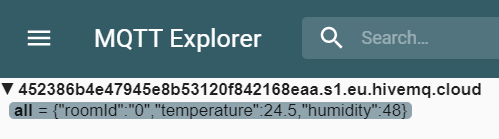 MQTT Explorer
Search...
▼ 452386b4e47945e8b53120f842168eaa.s1.eu.hivemq.cloud
all = {"roomId":"0","temperature":24.5,"humidity":48}